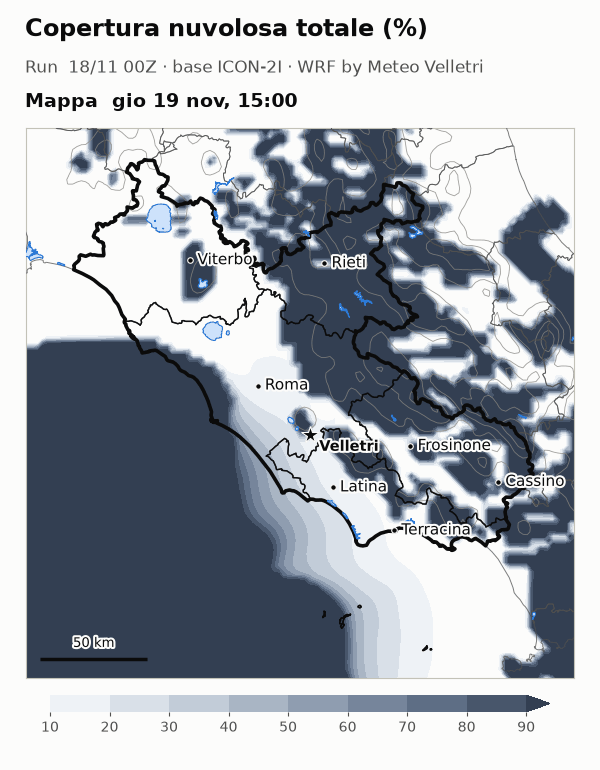 Copertura nuvolosa totale (%)
Run 18/11 00Z · base ICON-2I · WRF by Meteo Velletri
Mappa gio 19 nov, 15:00
Viterbo
Rieti
Roma
Velletri
Frosinone
Latina
Cassino
Terracina
50 km
10 20 30 40 50 60 70 80 90